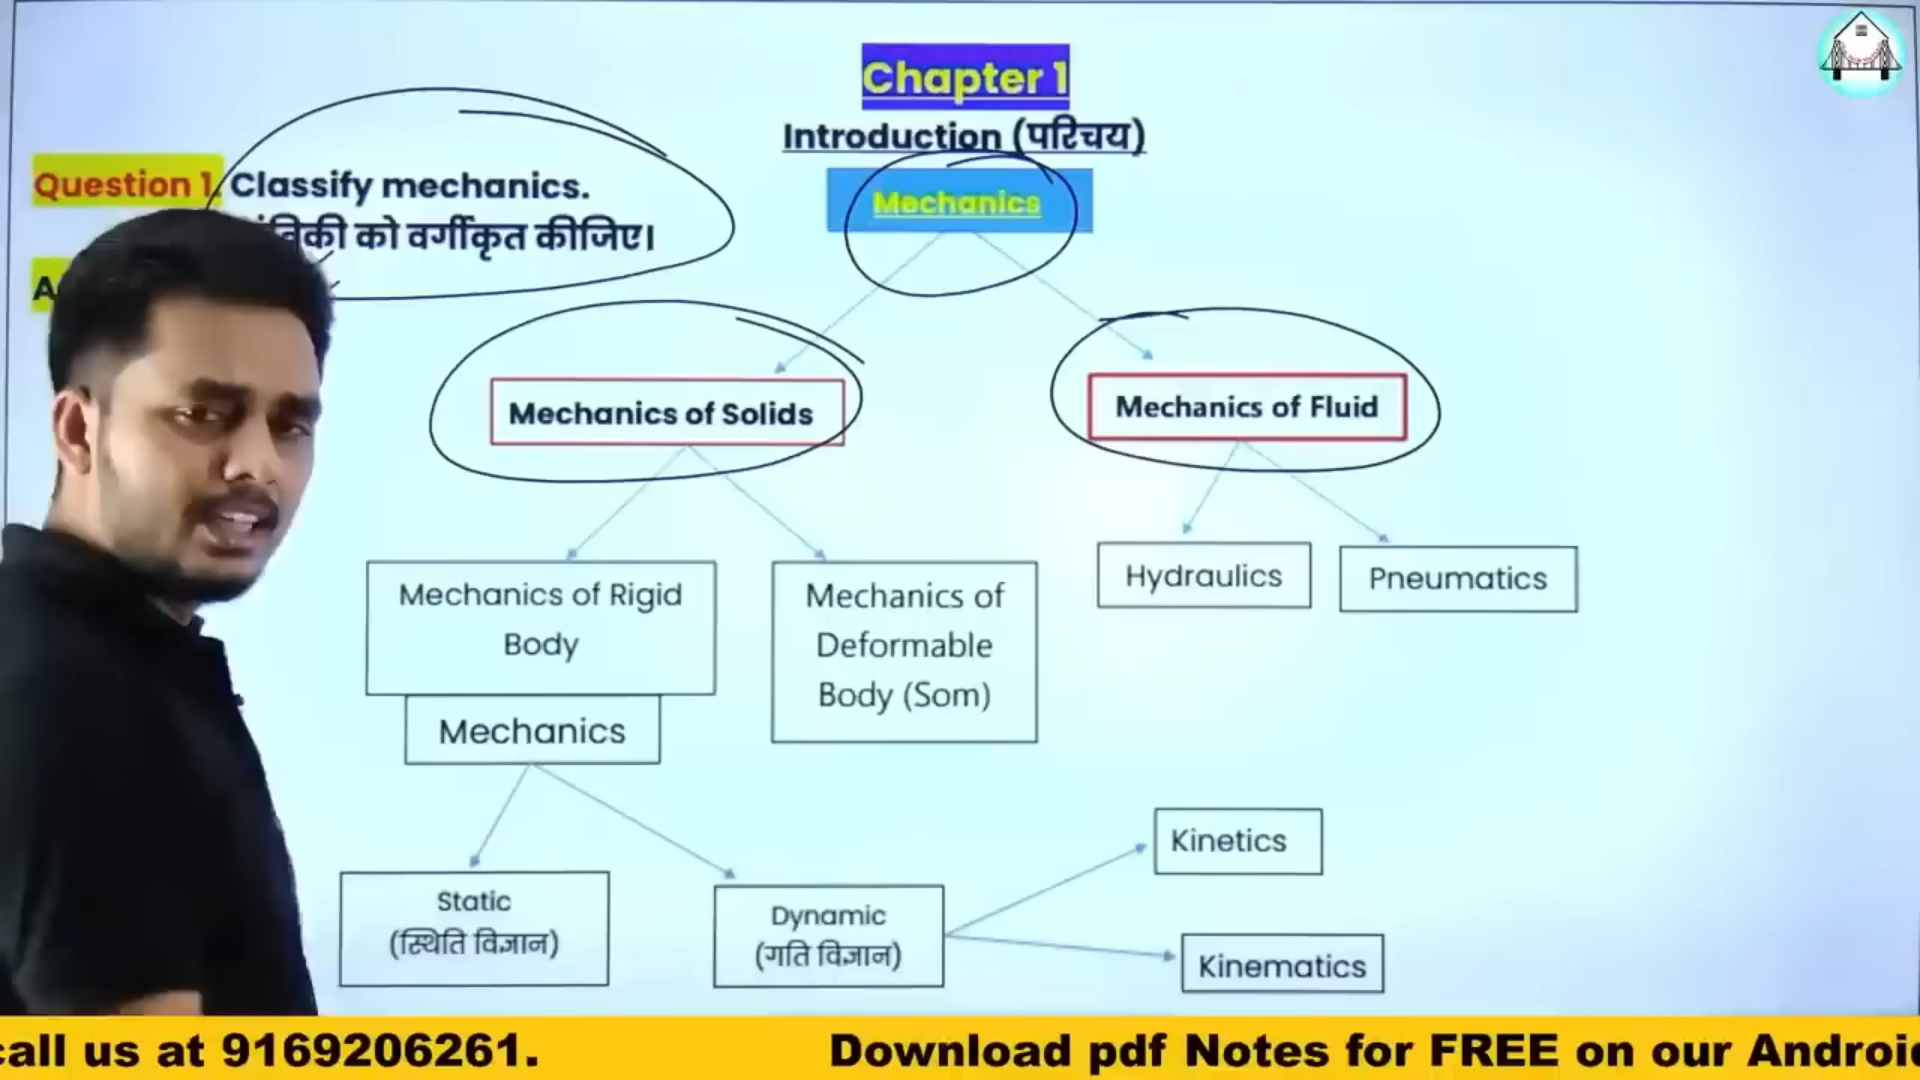 Chapter 1
Introduction (परिचय)
Question 1. Classify mechanics.
को वर्गीकृत कीजिए।
Mechanics
Mechanics of Solids
Mechanics of Fluid
Mechanics of Rigid
Body
Mechanics of
Deformable
Body (Som)
Hydraulics
Pneumatics
Mechanics
Static
(स्थिति विज्ञान)
Dynamic
(गति विज्ञान)
Kinetics
Kinematics
call us at 9169206261.
Download pdf Notes for FREE on our Android